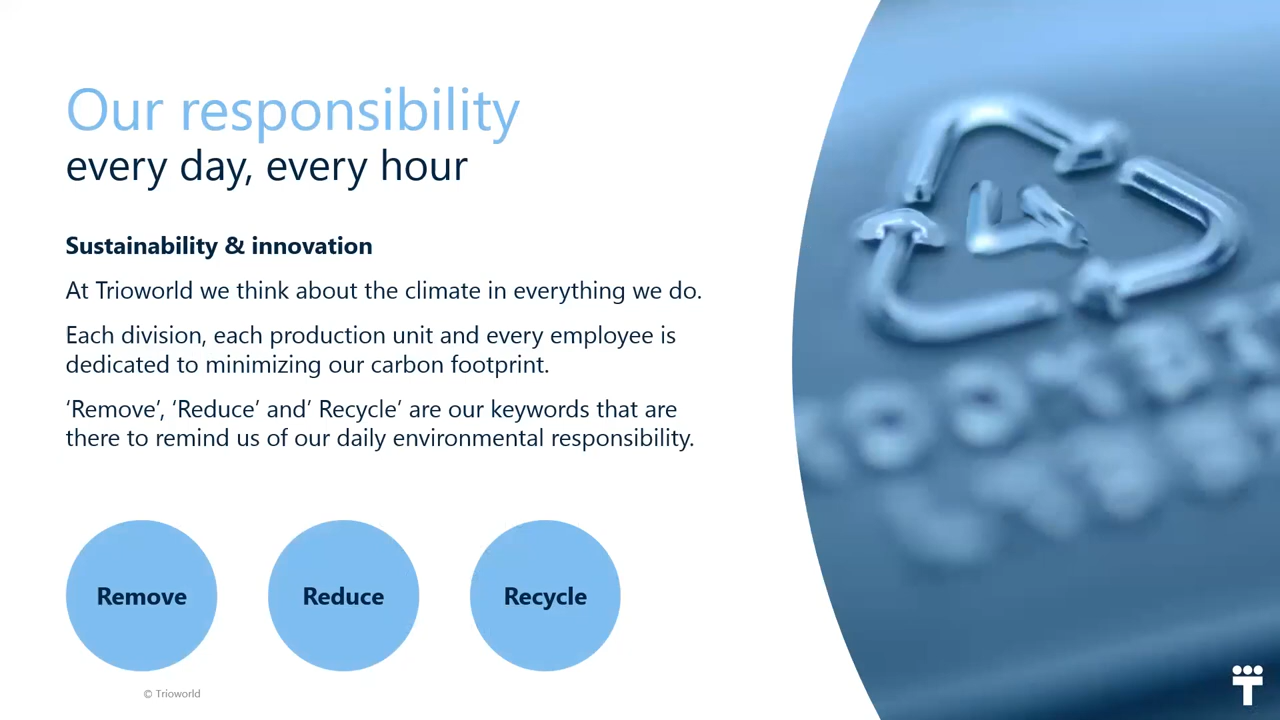 Our responsibility
every day, every hour
Sustainability & innovation
At Trioworld we think about the climate in everything we do.
Each division, each production unit and every employee is
dedicated to minimizing our carbon footprint.
‘Remove’, ‘Reduce’ and’ Recycle’ are our keywords that are
there to remind us of our daily environmental responsibility.
Remove
Reduce
Recycle
© Trioworld